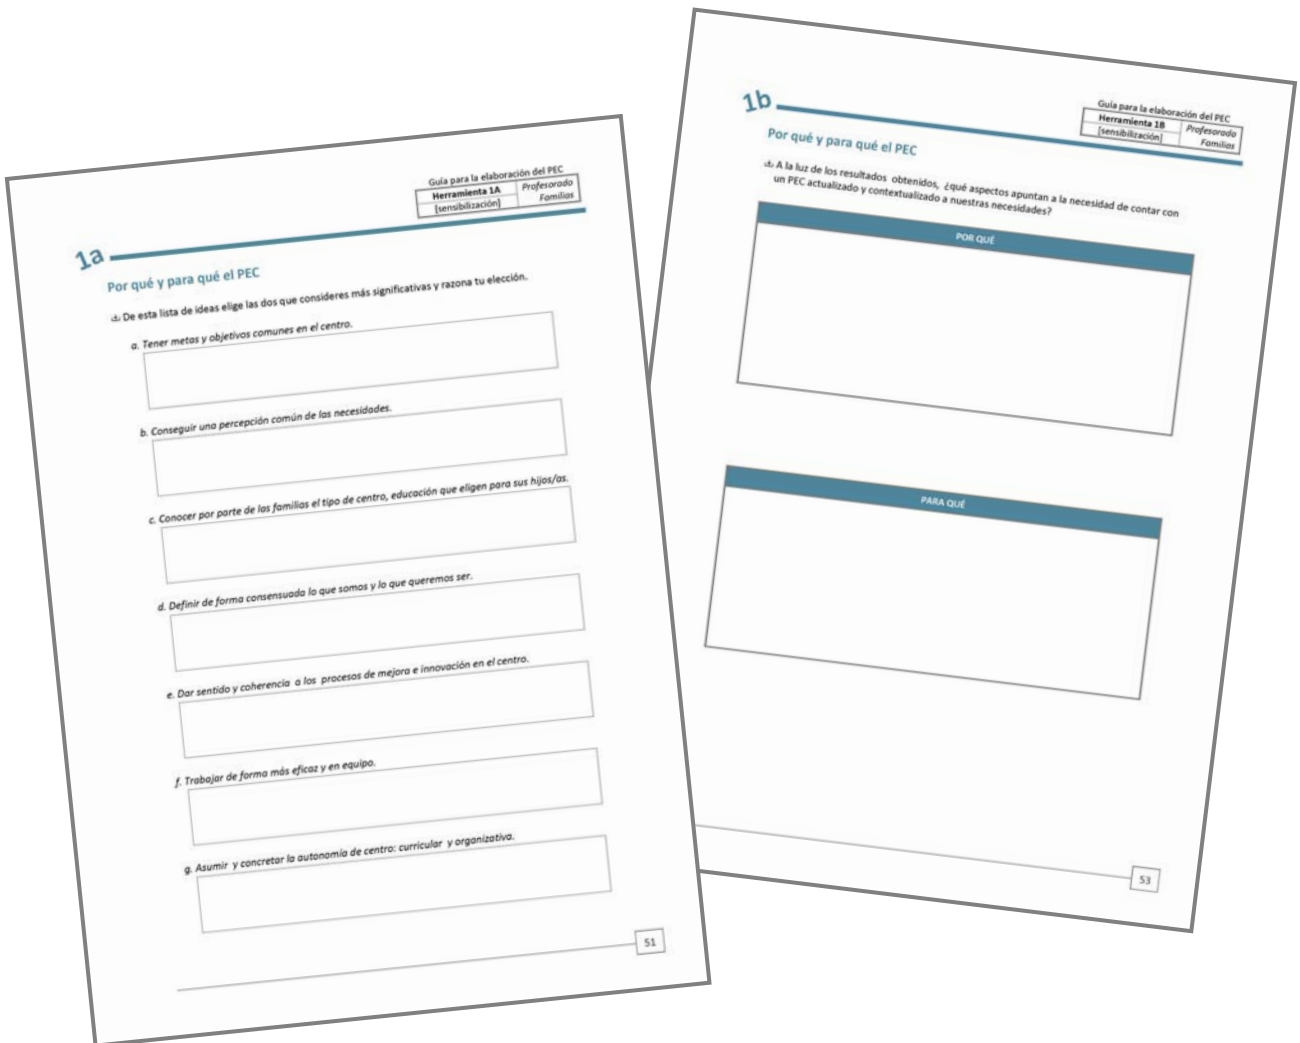 Guía para la elaboración del PEC
Herramienta 1A
[sensibilización]
Profesorado
Familias
1a
Por qué y para qué el PEC
De esta lista de ideas elige las dos que consideres más significativas y razona tu elección.
a. Tener metas y objetivos comunes en el centro.
b. Conseguir una percepción común de las necesidades.
c. Conocer por parte de las familias el tipo de centro, educación que eligen para sus hijos/as.
d. Definir de forma consensuada lo que somos y lo que queremos ser.
e. Dar sentido y coherencia a los procesos de mejora e innovación en el centro.
f. Trabajar de forma más eficaz y en equipo.
g. Asumir y concretar la autonomía de centro: curricular y organizativa.
51
1b
Guía para la elaboración del PEC
Herramienta 1B
[sensibilización]
Profesorado
Familias
Por qué y para qué el PEC
A la luz de los resultados obtenidos, ¿qué aspectos apuntan a la necesidad de contar con
un PEC actualizado y contextualizado a nuestras necesidades?
POR QUÉ
PARA QUÉ
53